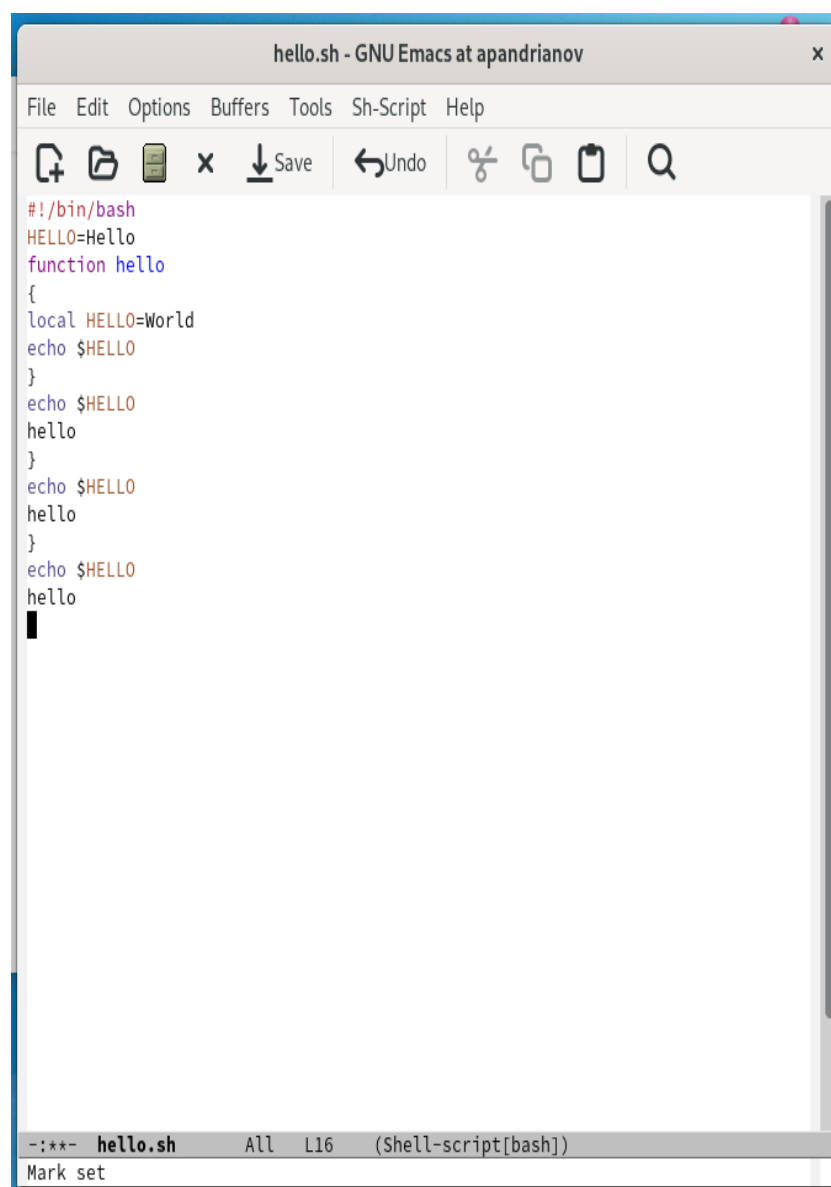 hello.sh - GNU Emacs at apandrianov
File Edit Options Buffers Tools Sh-Script Help
Save Undo
#!/bin/bash
HELLO=Hello
function hello
{
local HELLO=World
echo $HELLO
}
echo $HELLO
hello
}
echo $HELLO
hello
}
echo $HELLO
hello
-:**- hello.sh All L16 (Shell-script[bash])
Mark set